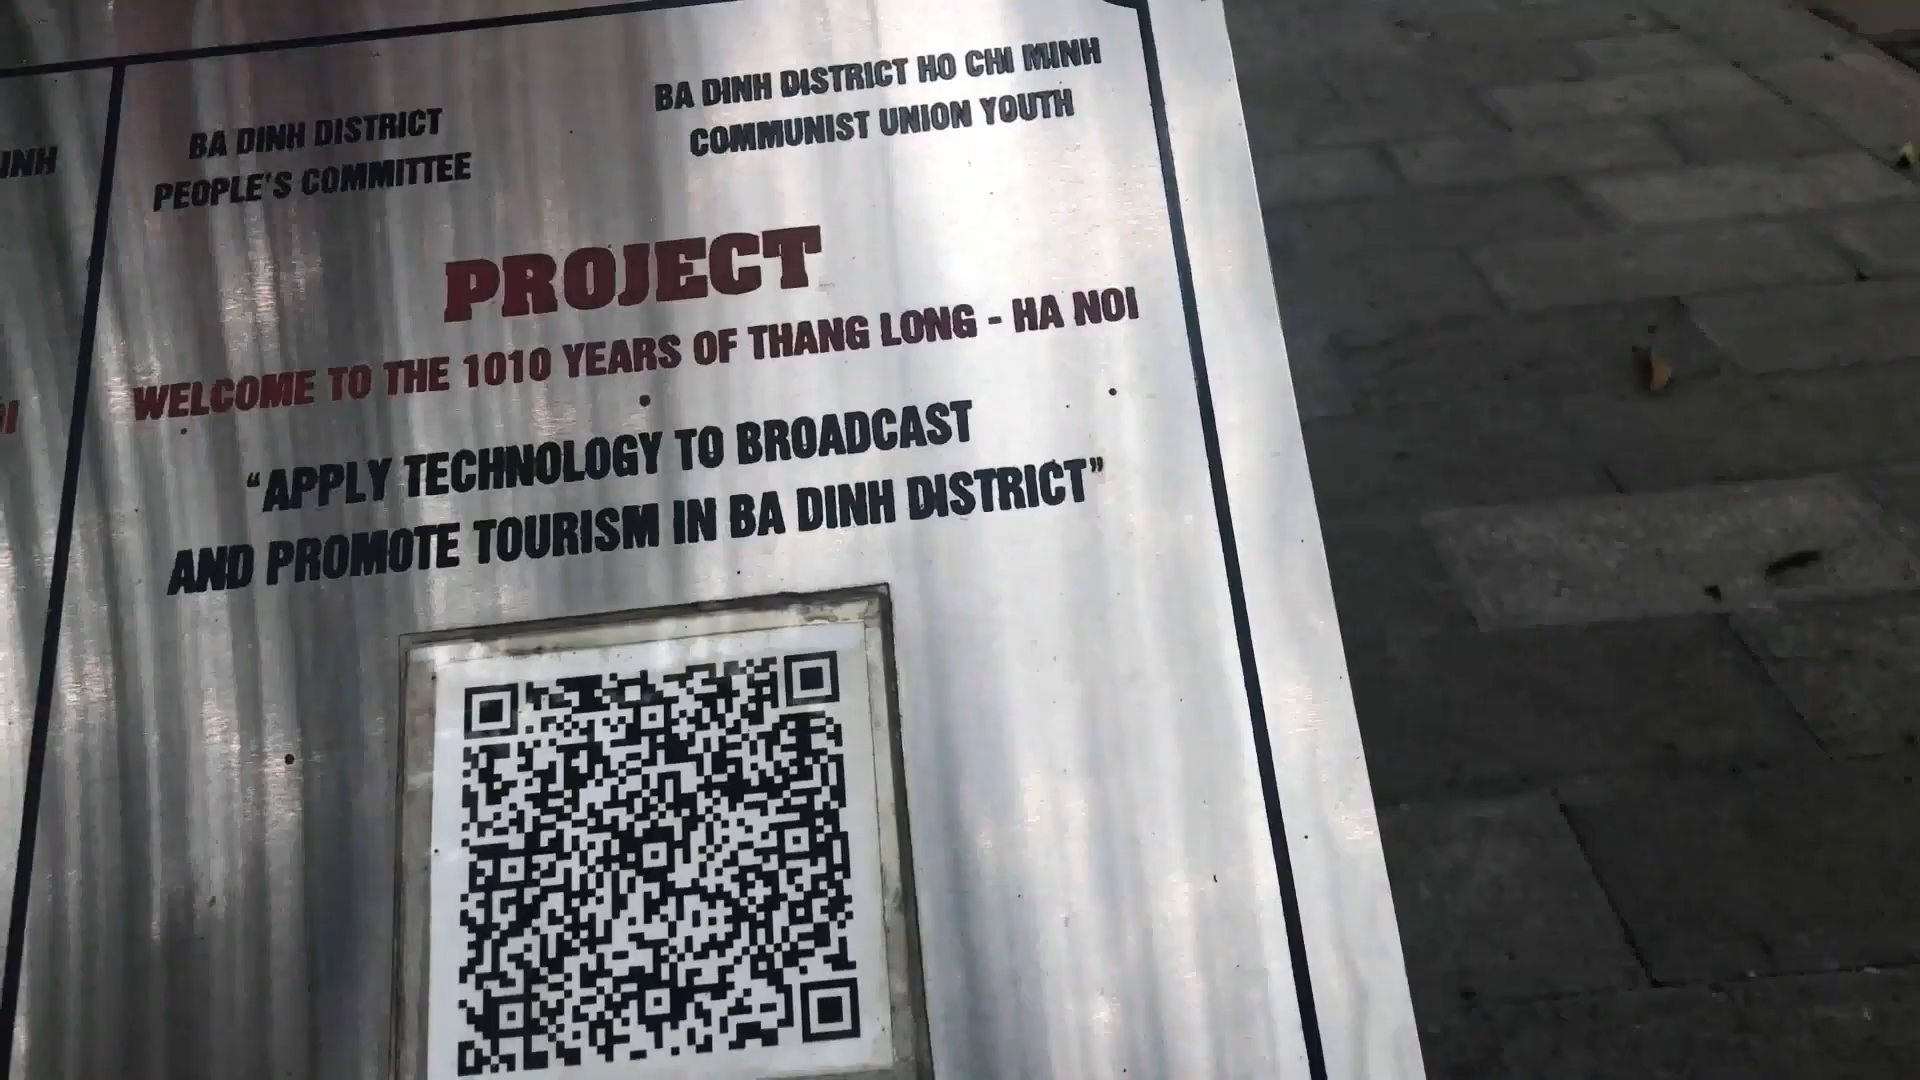 BA DINH DISTRICT
PEOPLE'S COMMITTEE
BA DINH DISTRICT HO CHI MINH
COMMUNIST UNION YOUTH
PROJECT
WELCOME TO THE 1010 YEARS OF THANG LONG - HA NOI
“APPLY TECHNOLOGY TO BROADCAST
AND PROMOTE TOURISM IN BA DINH DISTRICT”